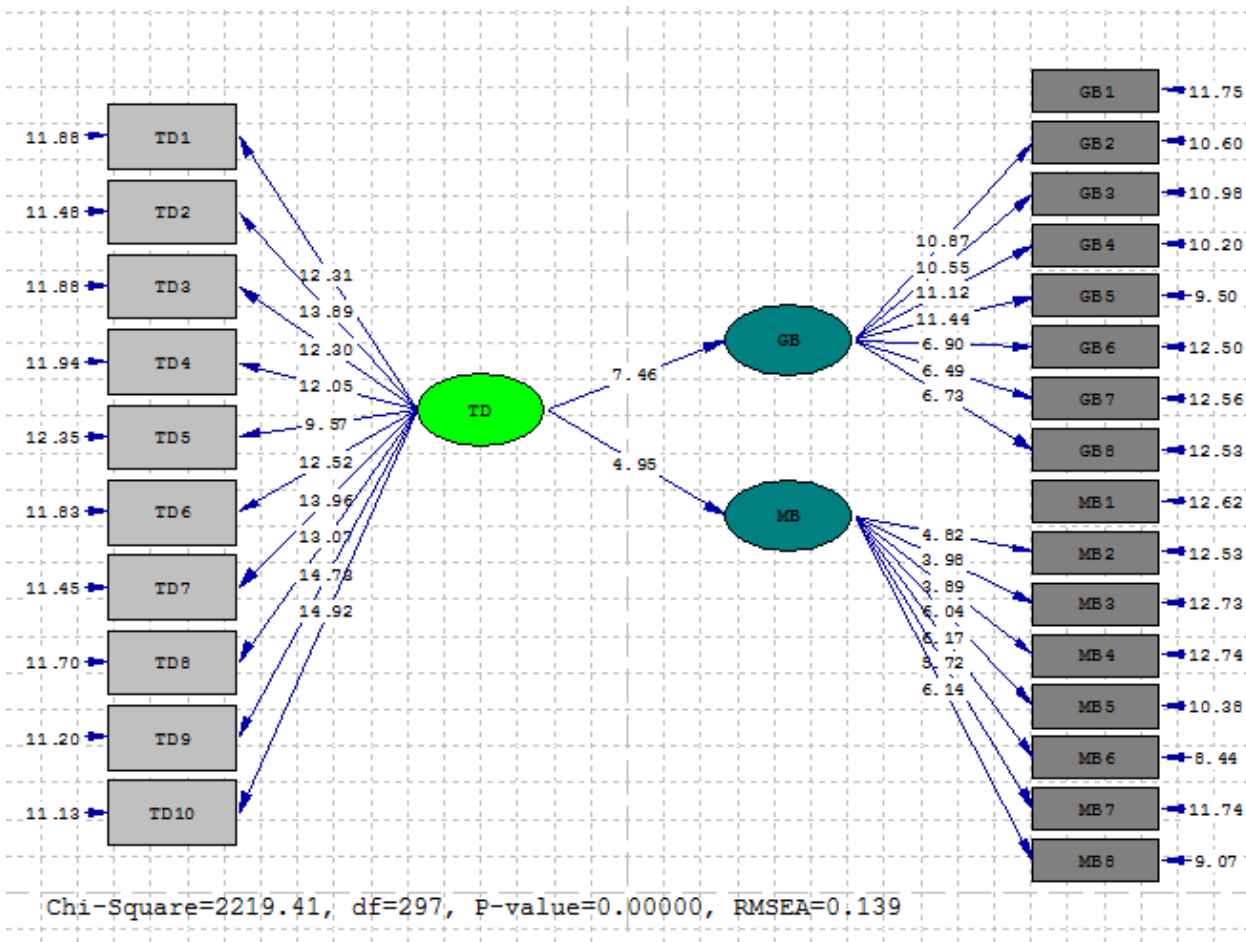 GB1 11.75
11.88 TD1 GB2 10.60
GB3 10.98
11.48 TD2
10.87 GB4 10.20
10.55
12.31
11.88 TD3 11.12 GB5 9.50
13.89 11.44
GB GB6 12.50
12.30 6.90
11.94 TD4 7.46 6.49
12.05 6.73 GB7 12.56
TD
9.57
12.35 TD5 GB8 12.53
12.52 4.95
13.96 MB1 12.62
11.83 TD6 MB
13.07 4.82
3.98 MB2 12.53
14.73 3.89
11.45 TD7 6.04 MB3 12.73
14.92
6.17
11.70 TD8 5.72 MB4 12.74
6.14
MB5 10.38
11.20 TD9
MB6 8.44
11.13 TD10 MB7 11.74
MB8 9.07
Chi-Square=2219.41, df=297, P-value=0.00000, RMSEA=0.139